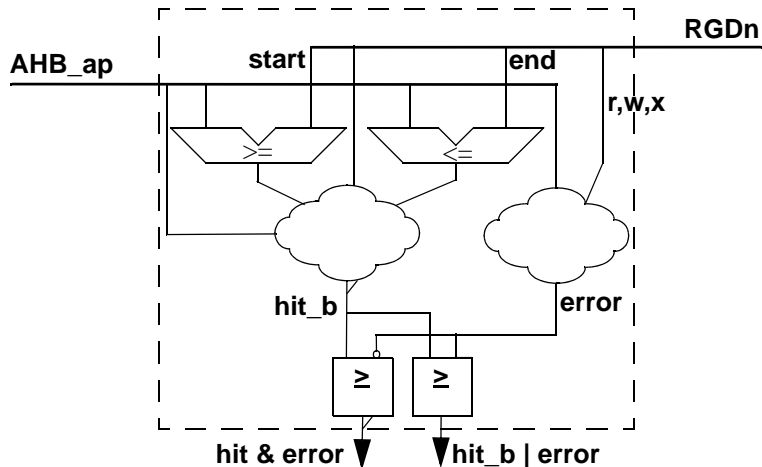 RGDn
AHB_ap
start
end
r,w,x
>=
<=
hit_b
error
≥
≥
hit & error
hit_b | error